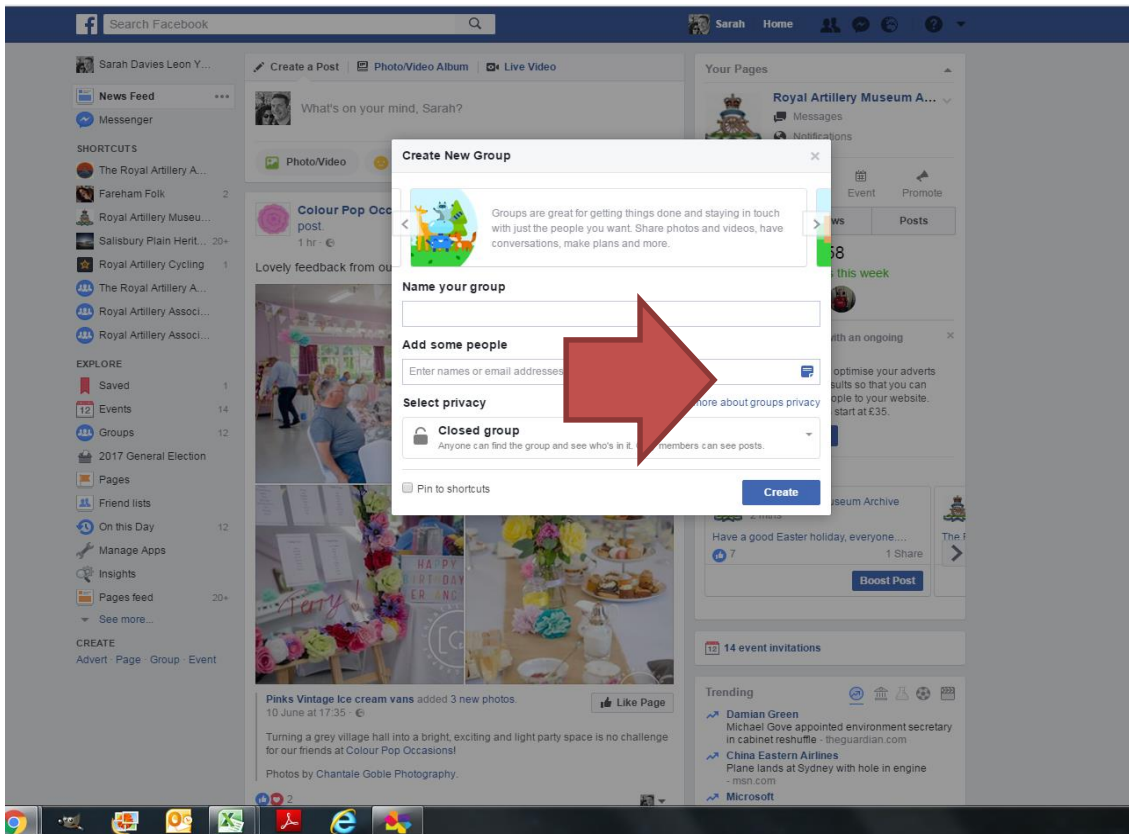 Search Facebook
Sarah Home
Sarah Davies Leon Y...
News Feed
Messenger
SHORTCUTS
The Royal Artillery A...
Fareham Folk 2
Royal Artillery Museu...
Salisbury Plain Herit... 20+
Royal Artillery Cycling 1
The Royal Artillery A...
Royal Artillery Associ...
Royal Artillery Associ...
EXPLORE
Saved 1
12 Events 14
Groups 12
2017 General Election
Pages
Friend lists
On this Day 12
Manage Apps
Insights
Pages feed 20+
See more...
CREATE
Advert · Page · Group · Event
Create a Post Photo/Video Album Live Video
What's on your mind, Sarah?
Photo/Video
Colour Pop Occ
post.
1 hr
Lovely feedback from ou
Create New Group
Groups are great for getting things done and staying in touch
with just the people you want. Share photos and videos, have
conversations, make plans and more.
Name your group
Add some people
Enter names or email addresses
Select privacy more about groups privacy
Closed group
Anyone can find the group and see who's in it. members can see posts.
Pin to shortcuts
Create
HAPPY
Terry!
Pinks Vintage Ice cream vans added 3 new photos.
10 June at 17:35
Like Page
Turning a grey village hall into a bright, exciting and light party space is no challenge
for our friends at Colour Pop Occasions!
Photos by Chantale Goble Photography.
2
Your Pages
Royal Artillery Museum A...
Messages
Notifications
Event Promote
ws Posts
58
this week
with an ongoing
optimise your adverts
sults so that you can
ople to your website.
start at £35.
useum Archive
2 mins
Have a good Easter holiday, everyone....
7 1 Share
Boost Post
The F
12 14 event invitations
Trending
Damian Green
Michael Gove appointed environment secretary
in cabinet reshuffle - theguardian.com
China Eastern Airlines
Plane lands at Sydney with hole in engine
- msn.com
Microsoft